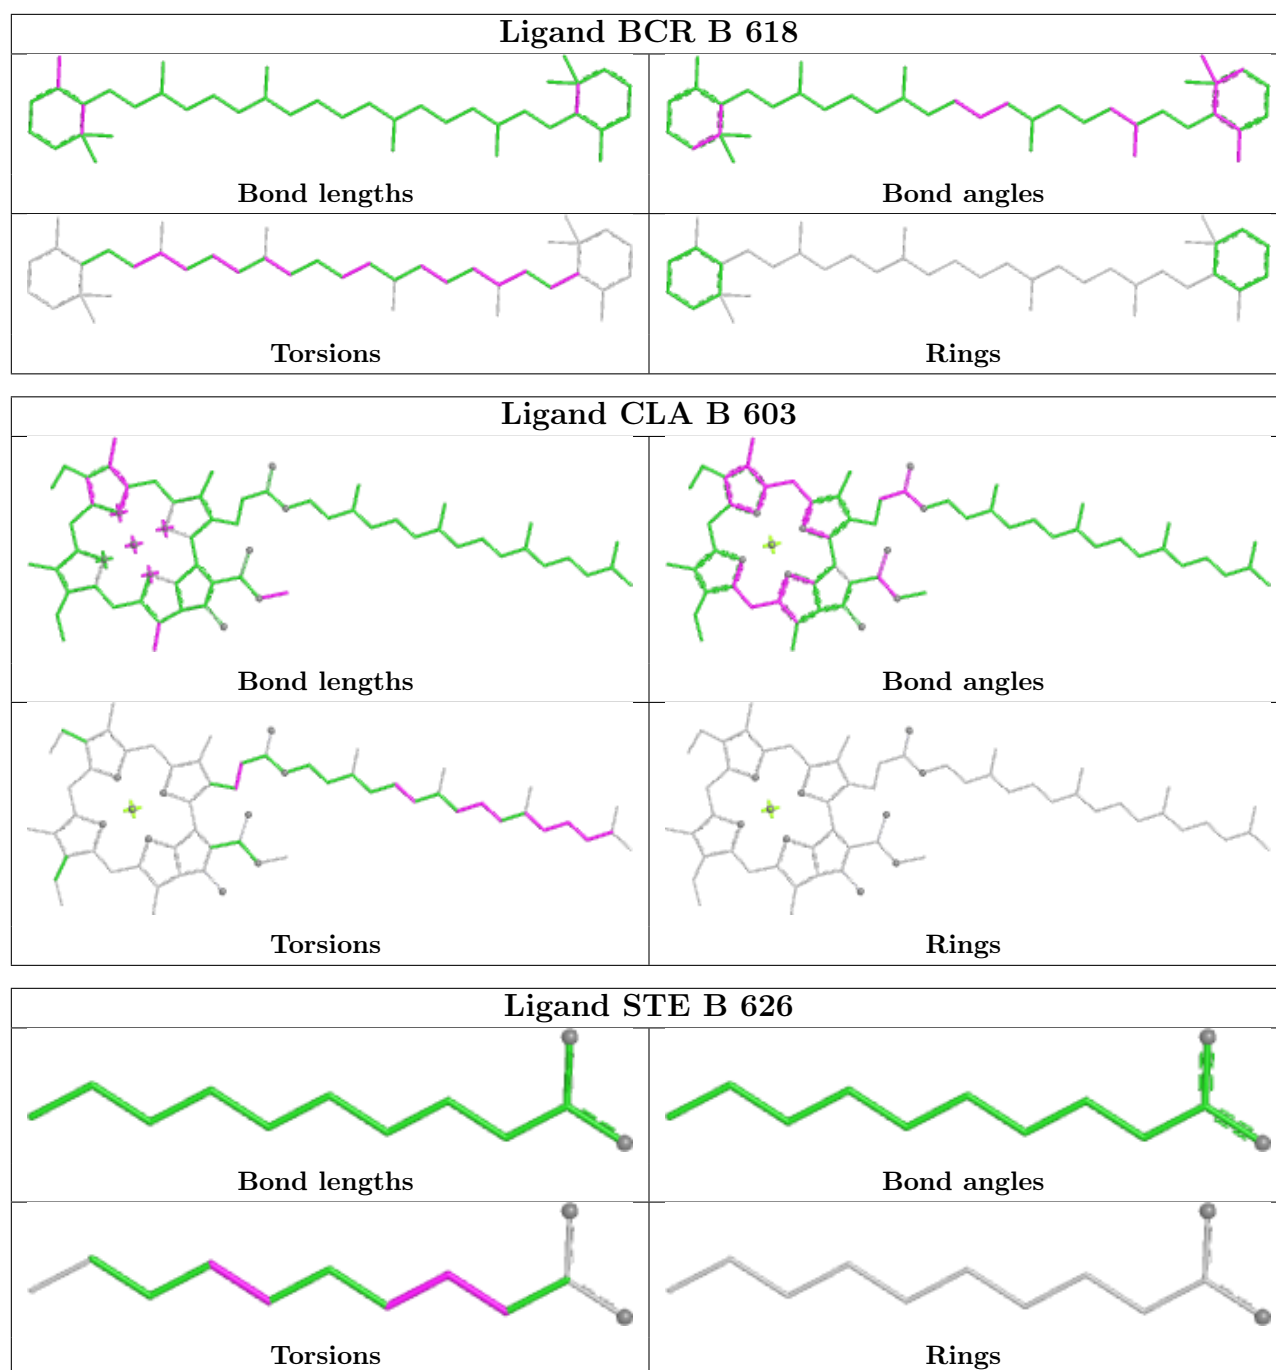 Ligand BCR B 618
Bond lengths
Bond angles
Torsions
Rings
Ligand CLA B 603
Bond lengths
Bond angles
Torsions
Rings
Ligand STE B 626
Bond lengths
Bond angles
Torsions
Rings